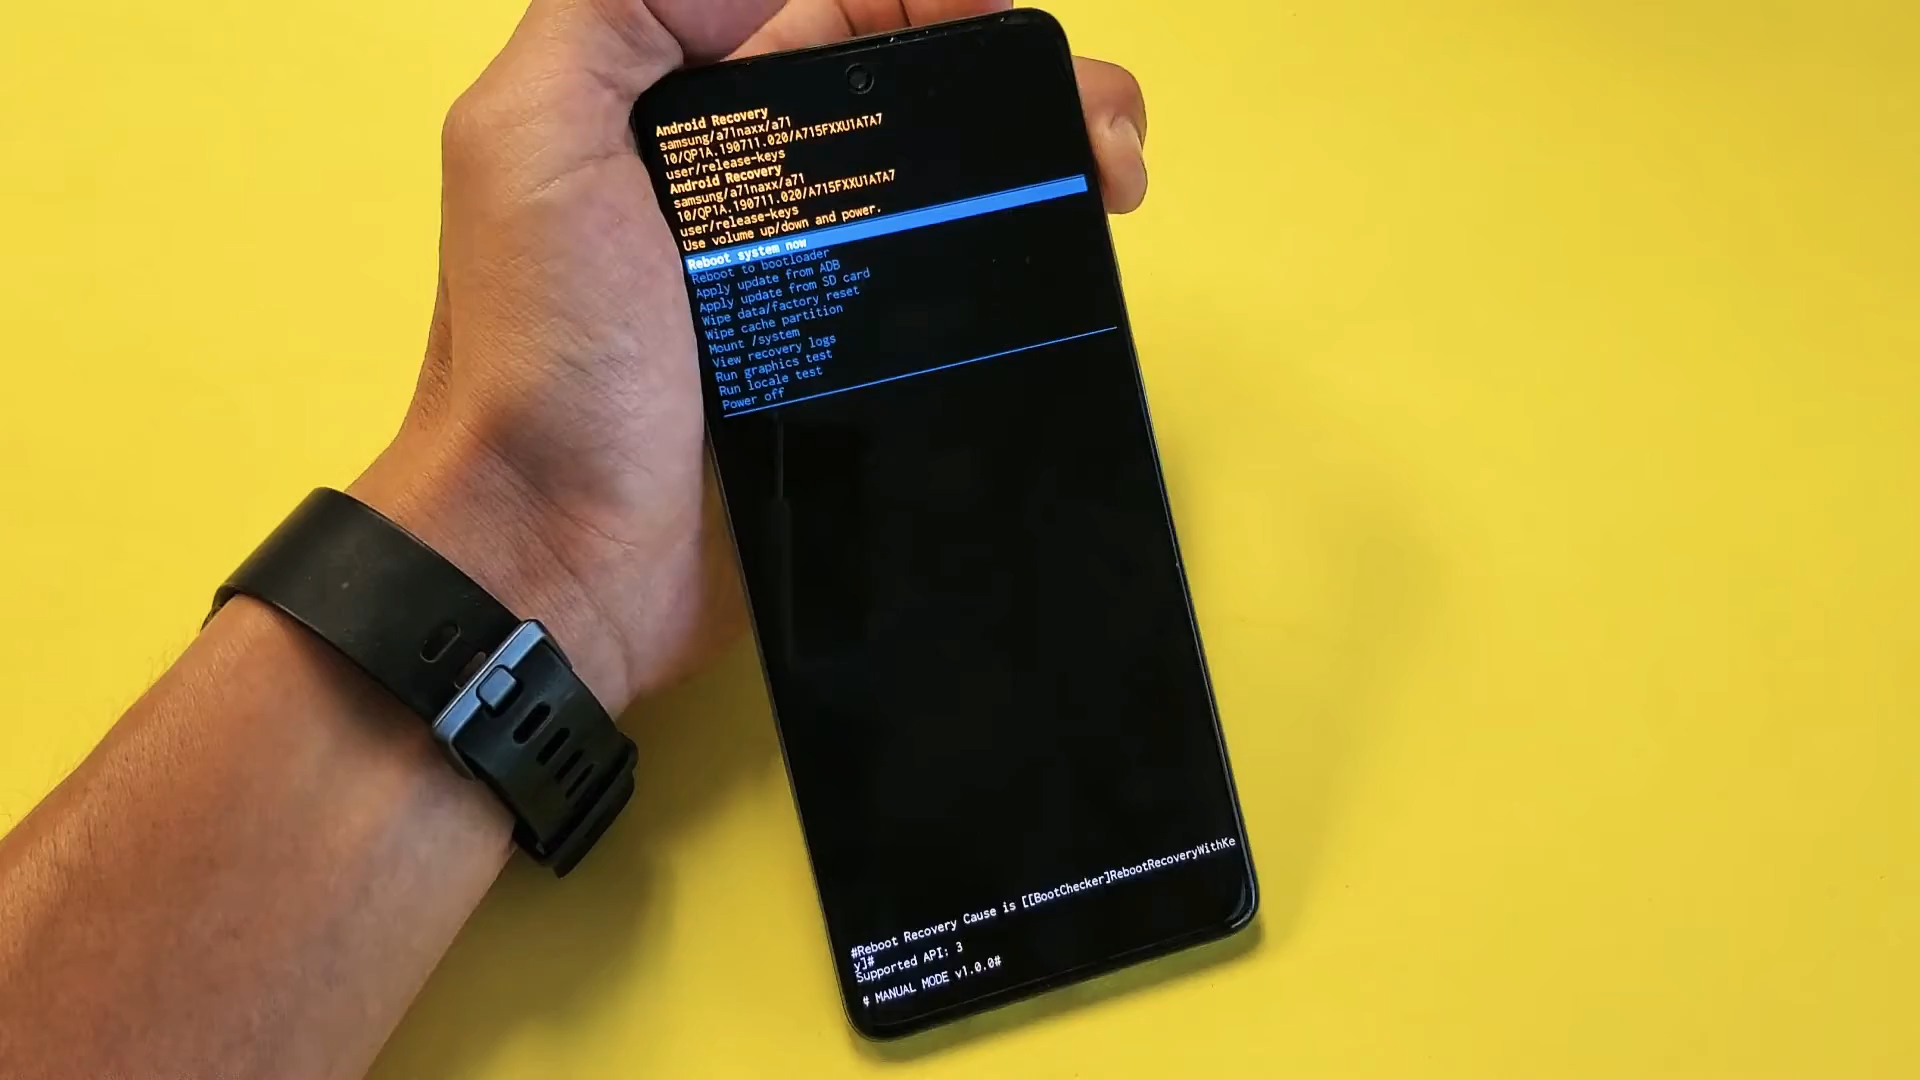 Android Recovery
samsung/a71naxx/a71
10/QP1A.190711.020/A715FXXU1ATA7
user/release-keys
Android Recovery
samsung/a71naxx/a71
10/QP1A.190711.020/A715FXXU1ATA7
user/release-keys
Use volume up/down and power.
Reboot system now
Reboot to bootloader
Apply update from ADB
Apply update from SD card
Wipe data/factory reset
Wipe cache partition
Mount /system
View recovery logs
Run graphics test
Run locale test
Power off
#Reboot Recovery Cause is [[BootChecker]RebootRecoveryWithKe
y]#
Supported API: 3
# MANUAL MODE v1.0.0#